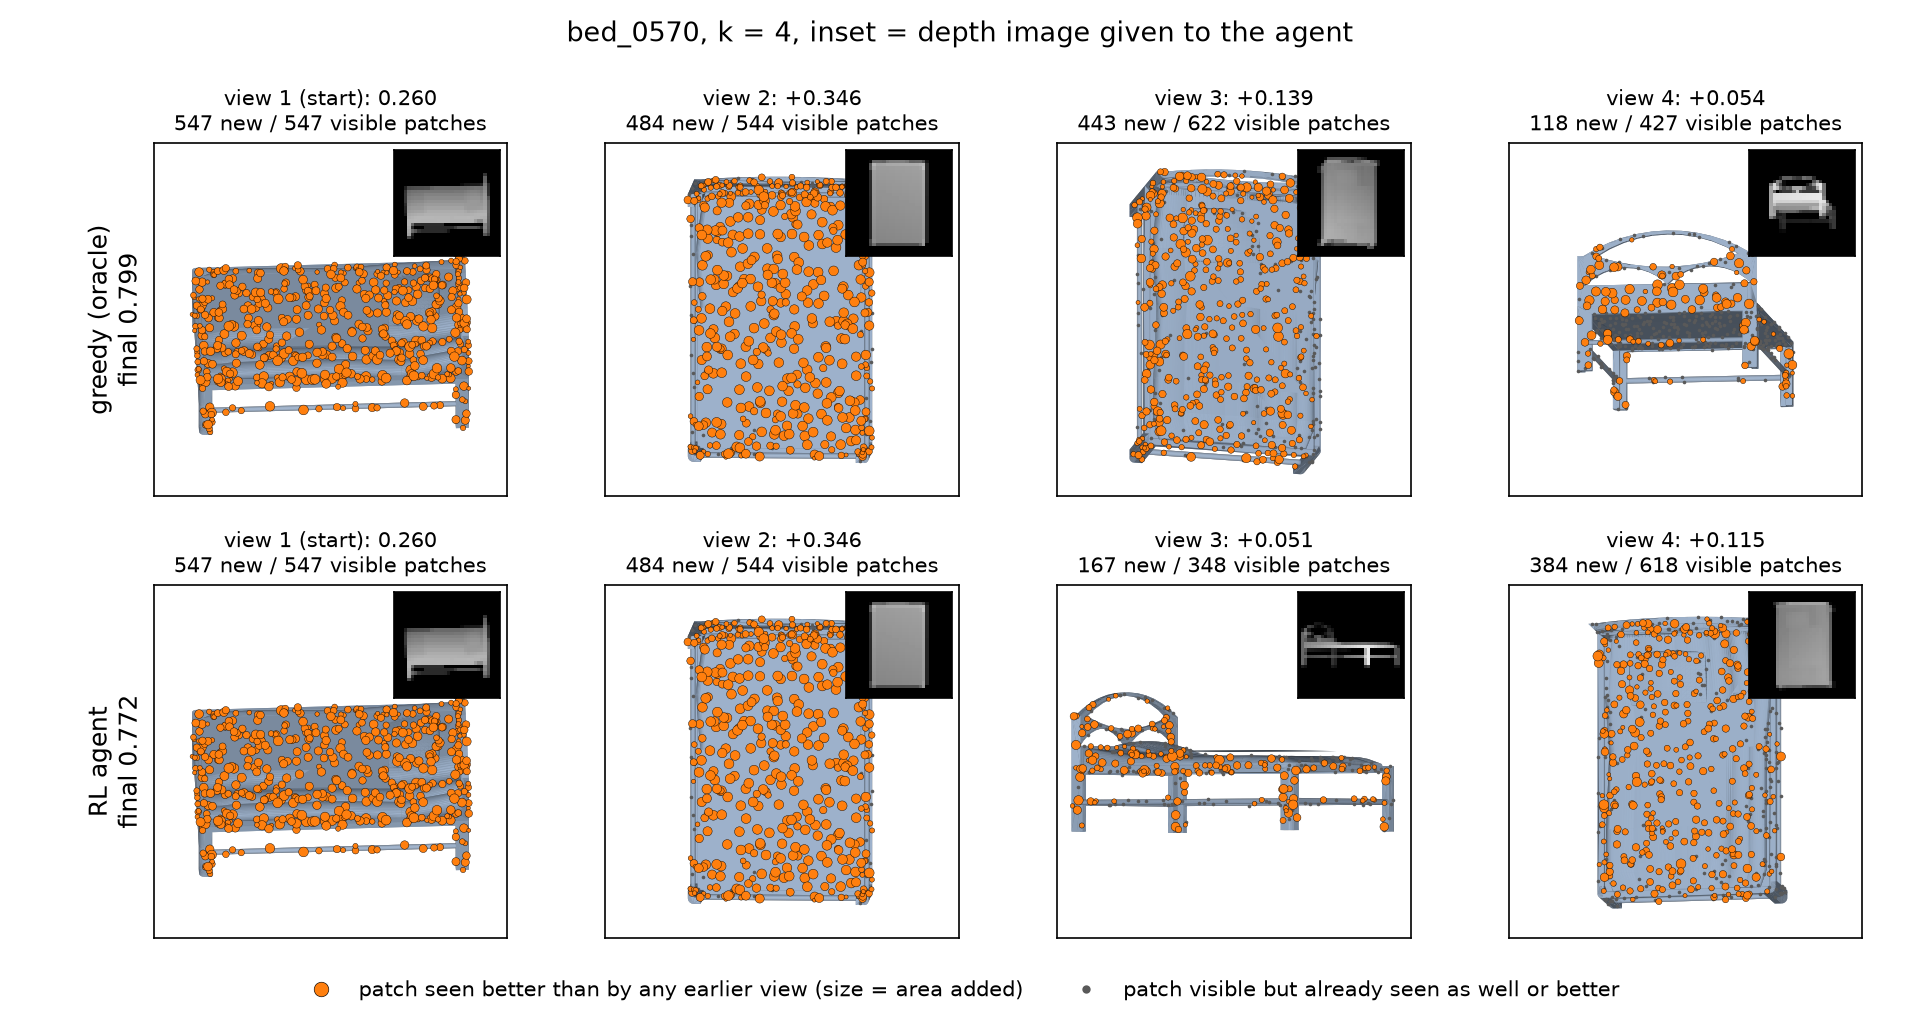 bed_0570, k = 4, inset = depth image given to the agent
greedy (oracle)
final 0.799
view 1 (start): 0.260
547 new / 547 visible patches
view 2: +0.346
484 new / 544 visible patches
view 3: +0.139
443 new / 622 visible patches
view 4: +0.054
118 new / 427 visible patches
RL agent
final 0.772
view 1 (start): 0.260
547 new / 547 visible patches
view 2: +0.346
484 new / 544 visible patches
view 3: +0.051
167 new / 348 visible patches
view 4: +0.115
384 new / 618 visible patches
patch seen better than by any earlier view (size = area added)
patch visible but already seen as well or better